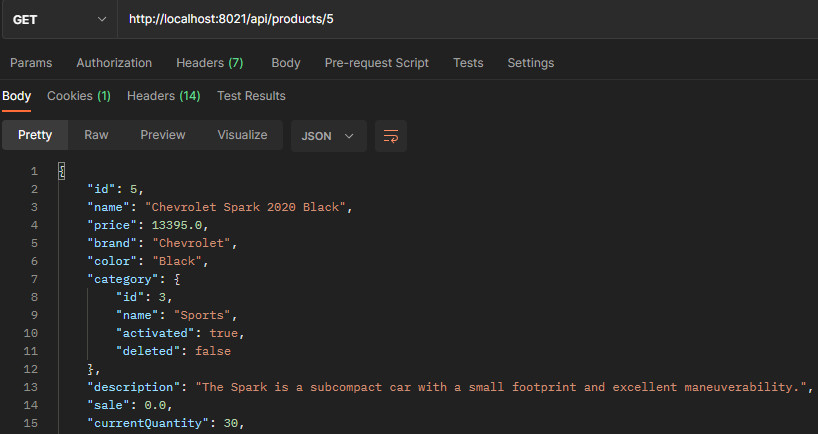 GET http://localhost:8021/api/products/5
Params Authorization Headers (7) Body Pre-request Script Tests Settings
Body Cookies (1) Headers (14) Test Results
Pretty Raw Preview Visualize JSON
1 {
2 "id": 5,
3 "name": "Chevrolet Spark 2020 Black",
4 "price": 13395.0,
5 "brand": "Chevrolet",
6 "color": "Black",
7 "category": {
8 "id": 3,
9 "name": "Sports",
10 "activated": true,
11 "deleted": false
12 },
13 "description": "The Spark is a subcompact car with a small footprint and excellent maneuverability.",
14 "sale": 0.0,
15 "currentQuantity": 30,